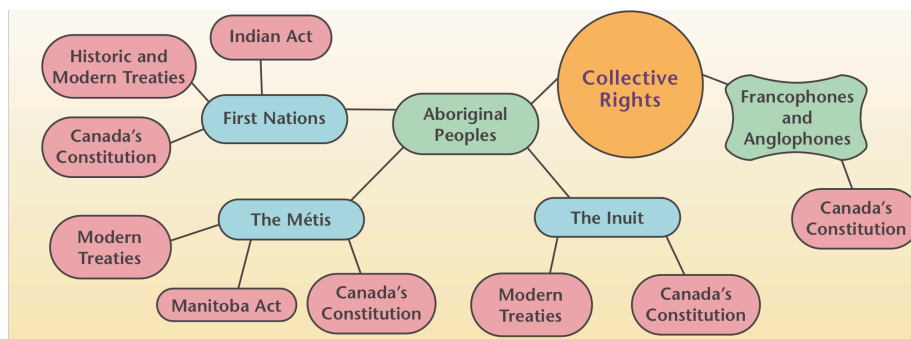 Indian Act
Historic and
Modern Treaties
First Nations
Canada's
Constitution
Aboriginal
Peoples
Collective
Rights
Francophones
and
Anglophones
Canada's
Constitution
The Métis
Modern
Treaties
Manitoba Act
Canada's
Constitution
The Inuit
Modern
Treaties
Canada's
Constitution